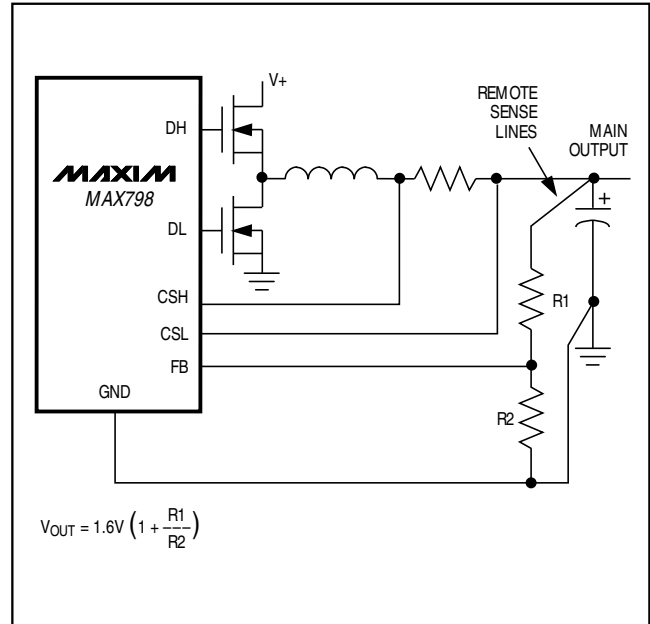 V+
DH
REMOTE
SENSE
LINES
MAIN
OUTPUT
MAXIM
MAX798
+
DL
CSH
R1
CSL
FB
GND
R2
VOUT = 1.6V (1 + R1/R2)